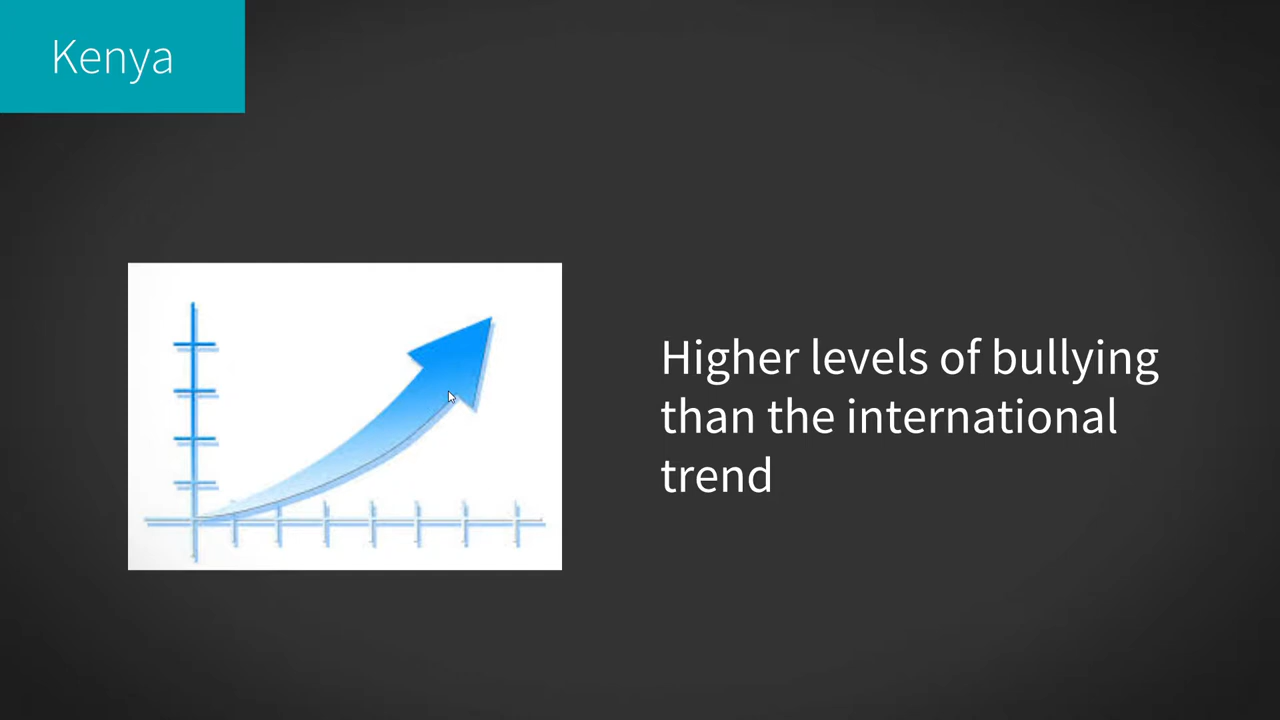 Kenya
Higher levels of bullying
than the international
trend